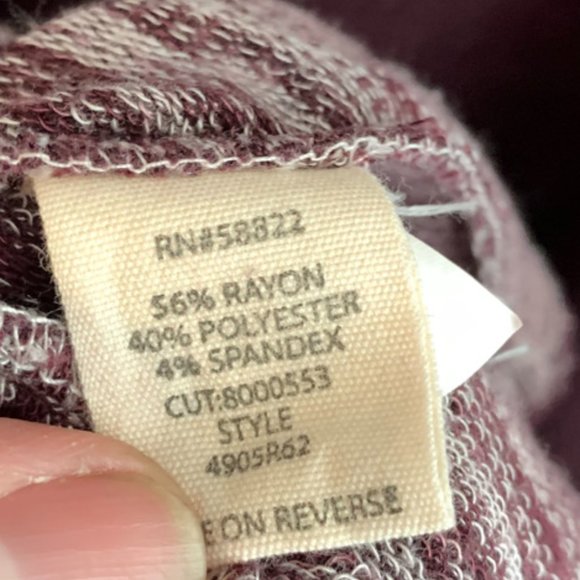 RN#58822
56% RAYON
40% POLYESTER
4% SPANDEX
CUT:8000553
STYLE
4905R62
ON REVERSE